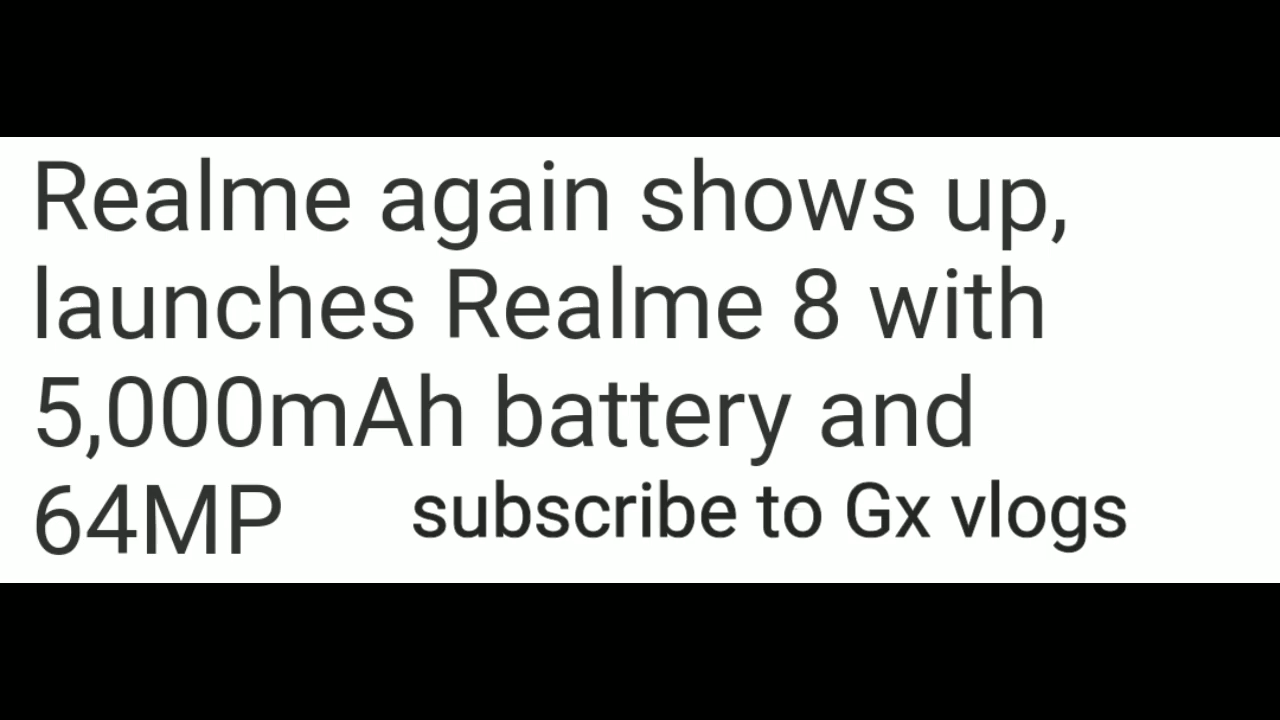 Realme again shows up,
launches Realme 8 with
5,000mAh battery and
64MP subscribe to Gx vlogs